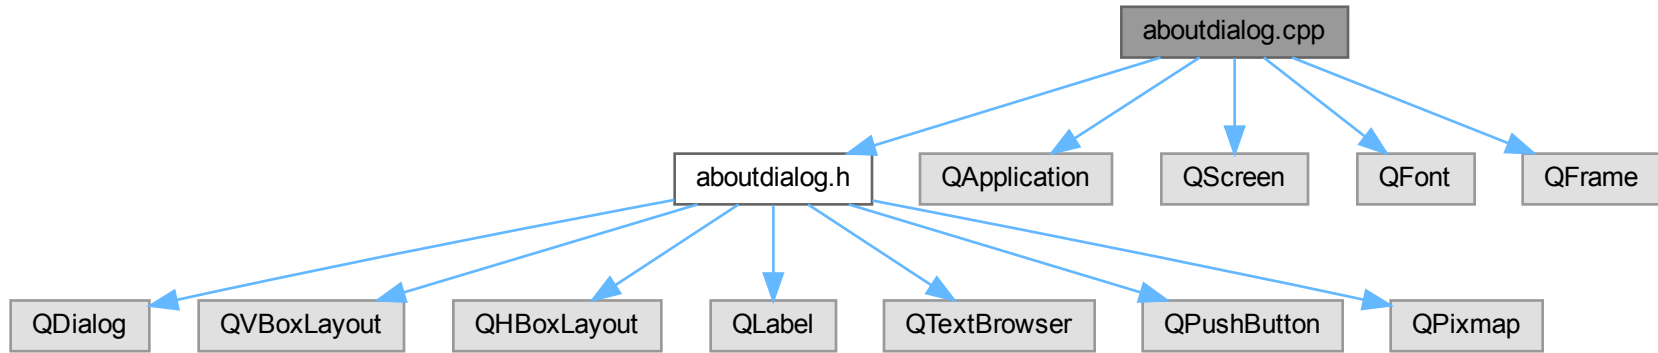 aboutdialog.cpp
aboutdialog.h
QApplication
QScreen
QFont
QFrame
QDialog
QVBoxLayout
QHBoxLayout
QLabel
QTextBrowser
QPushButton
QPixmap